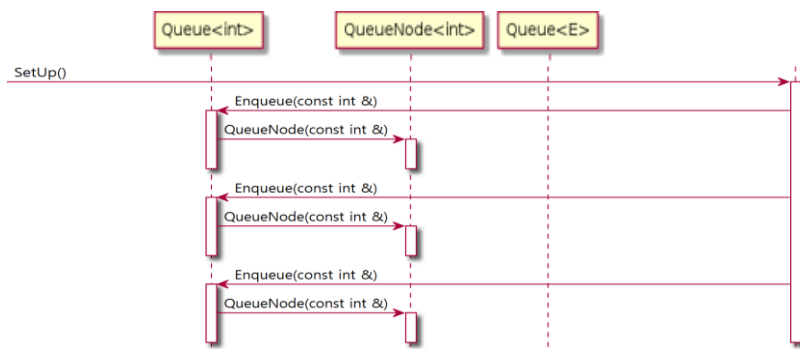 Queue<int>
QueueNode<int>
Queue<E>
SetUp()
Enqueue(const int &)
QueueNode(const int &)
Enqueue(const int &)
QueueNode(const int &)
Enqueue(const int &)
QueueNode(const int &)